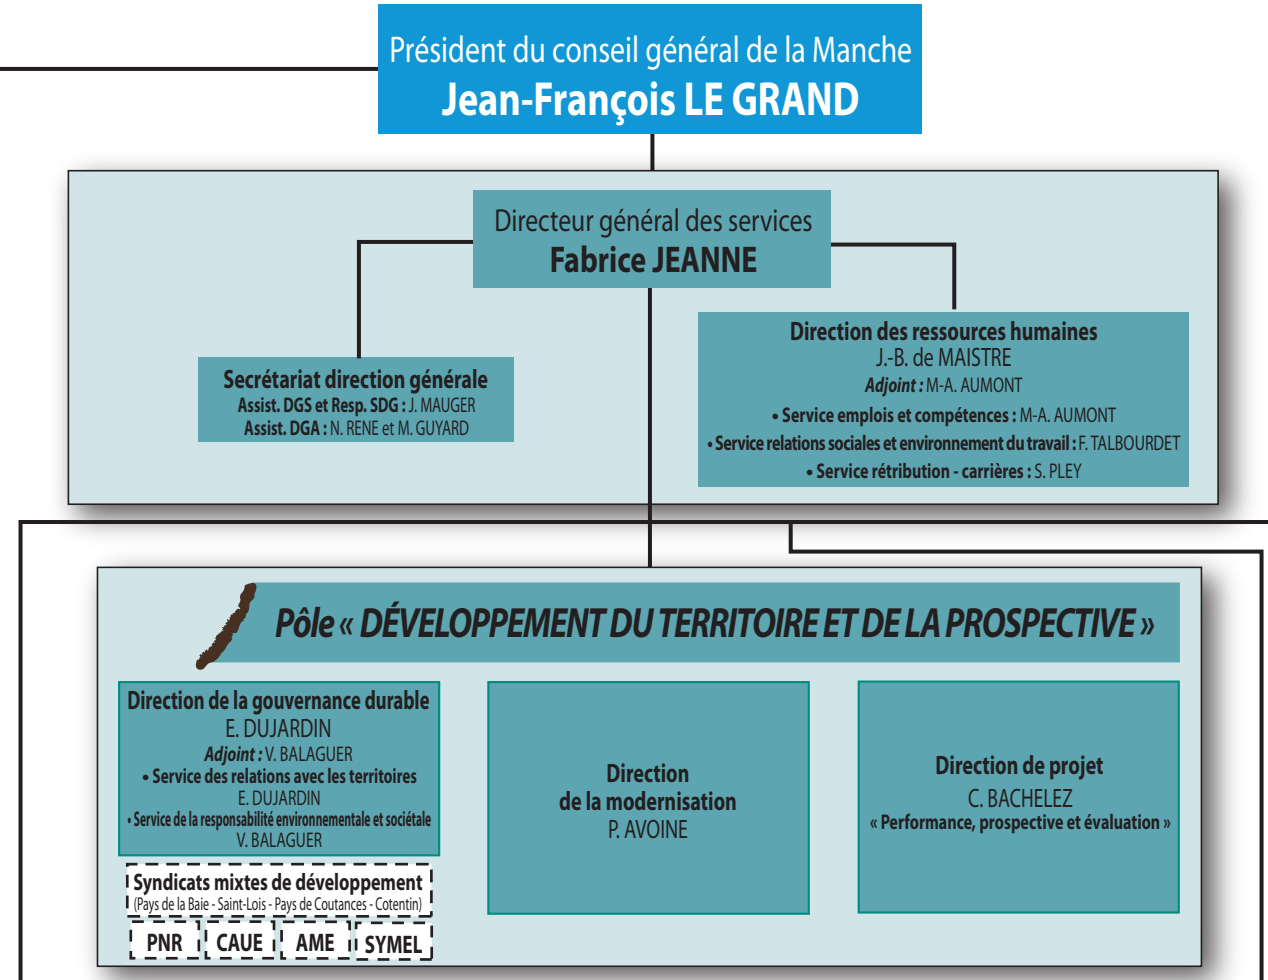 Président du conseil général de la Manche
Jean-François LE GRAND
Directeur général des services
Fabrice JEANNE
Secrétariat direction générale
Assist. DGS et Resp. SDG : J. MAUGER
Assist. DGA : N. RENE et M. GUYARD
Direction des ressources humaines
J.-B. de MAISTRE
Adjoint : M-A. AUMONT
• Service emplois et compétences : M-A. AUMONT
• Service relations sociales et environnement du travail : F. TALBOURDET
• Service rétribution - carrières : S. PLEY
Pôle « DÉVELOPPEMENT DU TERRITOIRE ET DE LA PROSPECTIVE »
Direction de la gouvernance durable
E. DUJARDIN
Adjoint : V. BALAGUER
• Service des relations avec les territoires
E. DUJARDIN
• Service de la responsabilité environnementale et sociétale
V. BALAGUER
Syndicats mixtes de développement
(Pays de la Baie - Saint-Lois - Pays de Coutances - Cotentin)
PNR CAUE AME SYMEL
Direction
de la modernisation
P. AVOINE
Direction de projet
C. BACHELEZ
« Performance, prospective et évaluation »